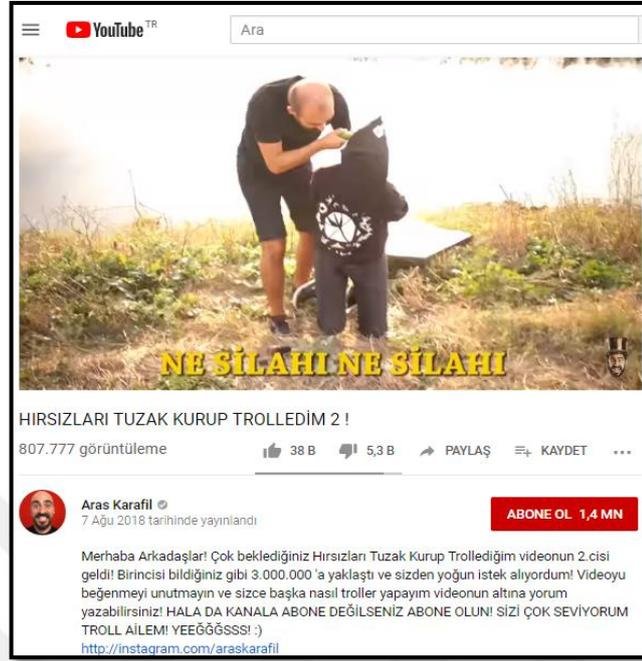 YouTube TR
Ara
NE SİLAHI NE SİLAHI
HIRSIZLARI TUZAK KURUP TROLLEDİM 2 !
807.777 görüntüleme 38 B 5,3 B PAYLAŞ KAYDET
Aras Karafil
7 Ağu 2018 tarihinde yayınlandı
ABONE OL 1,4 MN
Merhaba Arkadaşlar! Çok beklediğiniz Hırsızları Tuzak Kurup Trollediğim videonun 2.cisi
geldi! Birincisi bildiğiniz gibi 3.000.000 'a yaklaştı ve sizden yoğun istek alıyordum! Videoyu
beğenmeyi unutmayın ve sizce başka nasıl troller yapayım videonun altına yorum
yazabilirsiniz! HALA DA KANALA ABONE DEĞİLSENİZ ABONE OLUN! SİZİ ÇOK SEVİYORUM
TROLL AİLEM! YEEĞĞĞSSS! :)
http://instagram.com/araskarafil